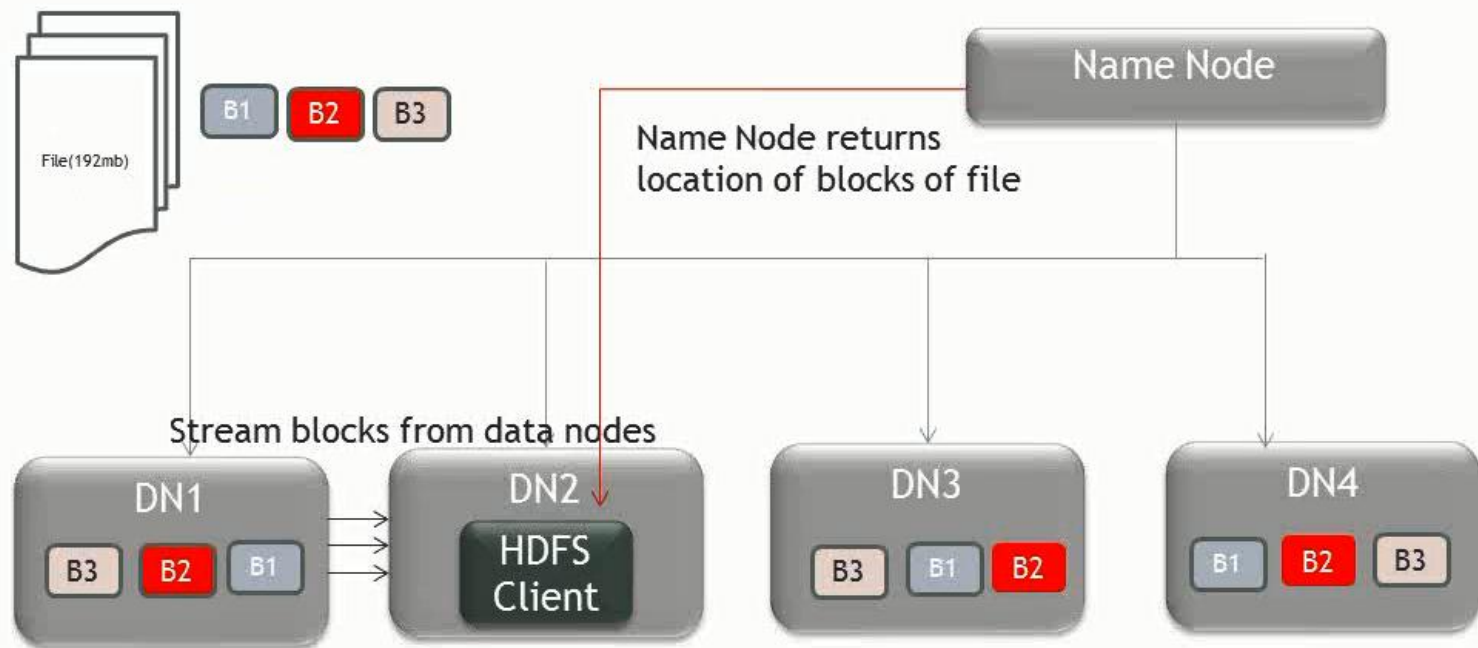 Name Node
B1 B2 B3
File(192mb)
Name Node returns
location of blocks of file
Stream blocks from data nodes
DN1
B3 B2 B1
DN2
HDFS
Client
DN3
B3 B1 B2
DN4
B1 B2 B3